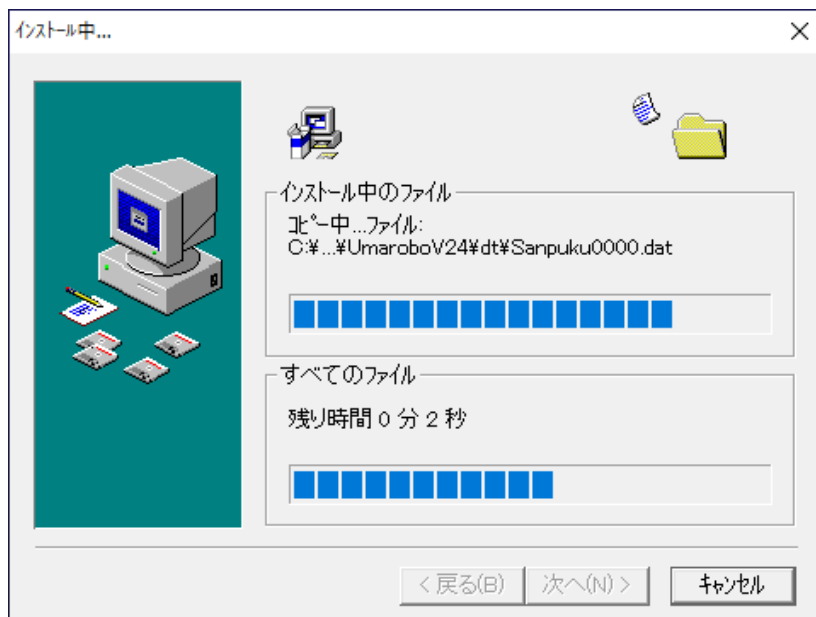 ｲﾝｽﾄｰﾙ中...
ｲﾝｽﾄｰﾙ中のﾌｧｲﾙ
ｺﾋﾟｰ中...ﾌｧｲﾙ:
C:¥...¥UmaroboV24¥dt¥Sanpuku0000.dat
すべてのﾌｧｲﾙ
残り時間 0 分 2 秒
< 戻る(B)
次へ(N) >
ｷｬﾝｾﾙ